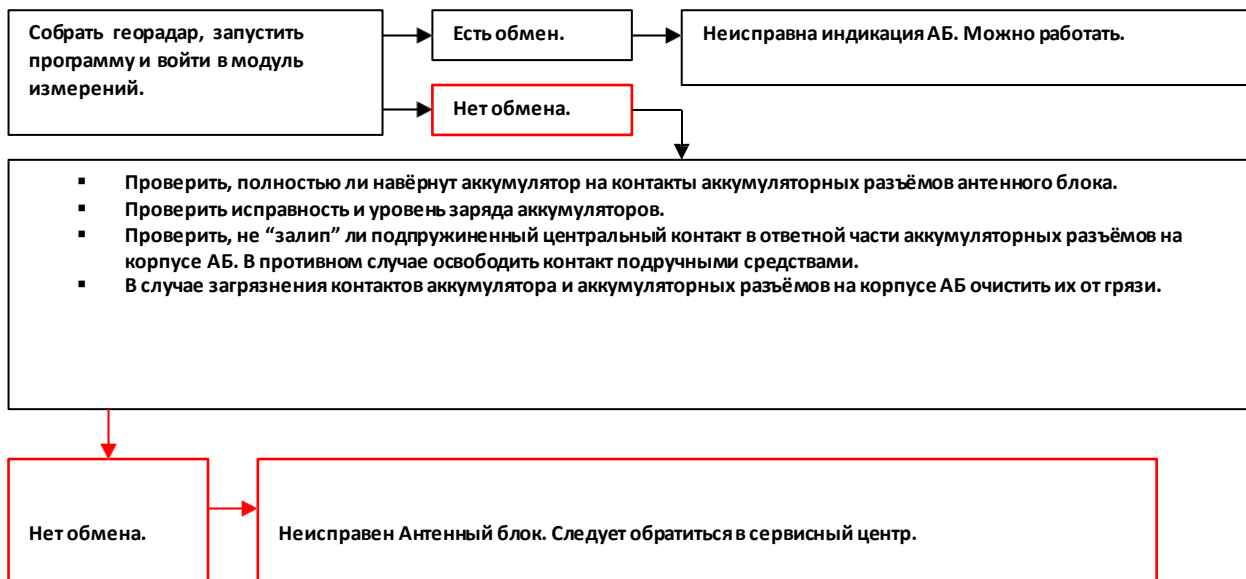 Собрать георадар, запустить
программу и войти в модуль
измерений.
Есть обмен.
Неисправна индикация АБ. Можно работать.
Нет обмена.
▪ Проверить, полностью ли навёрнут аккумулятор на контакты аккумуляторных разъёмов антенного блока.
▪ Проверить исправность и уровень заряда аккумуляторов.
▪ Проверить, не “залип” ли подпружиненный центральный контакт в ответной части аккумуляторных разъёмов на
корпусе АБ. В противном случае освободить контакт подручными средствами.
▪ В случае загрязнения контактов аккумулятора и аккумуляторных разъёмов на корпусе АБ очистить их от грязи.
Нет обмена.
Неисправен Антенный блок. Следует обратиться в сервисный центр.